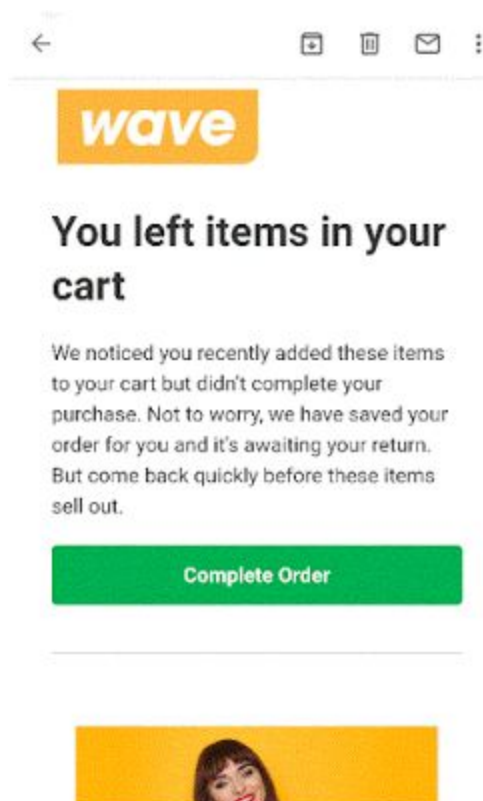 wave
You left items in your
cart
We noticed you recently added these items
to your cart but didn't complete your
purchase. Not to worry, we have saved your
order for you and it's awaiting your return.
But come back quickly before these items
sell out.
Complete Order